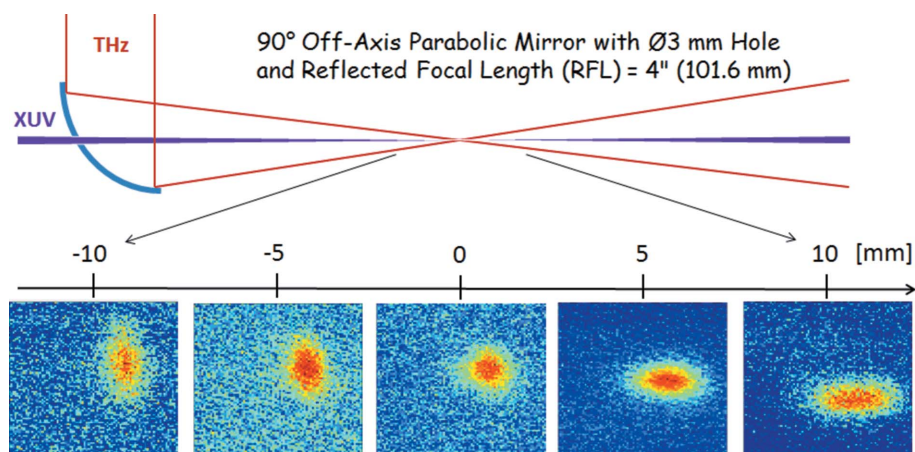 THz
90° Off-Axis Parabolic Mirror with Ø3 mm Hole
and Reflected Focal Length (RFL) = 4" (101.6 mm)
XUV
-10 -5 0 5 10 [mm]